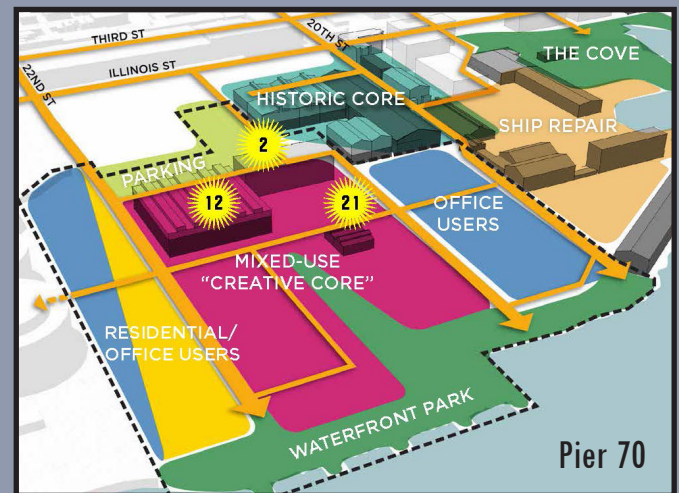 THIRD ST
20TH ST
THE COVE
22ND ST
ILLINOIS ST
HISTORIC CORE
SHIP REPAIR
2
PARKING
12
21
OFFICE
USERS
MIXED-USE
“CREATIVE CORE”
RESIDENTIAL/
OFFICE USERS
WATERFRONT PARK
Pier 70